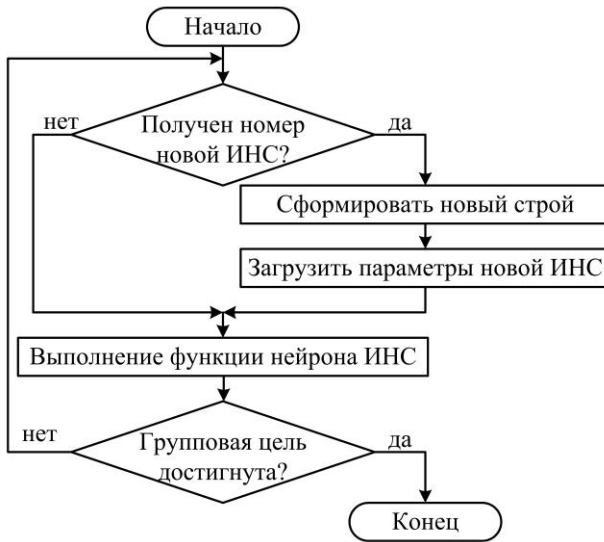 Начало
нет
Получен номер
новой ИНС?
да
Сформировать новый строй
Загрузить параметры новой ИНС
Выполнение функции нейрона ИНС
нет
Групповая цель
достигнута?
да
Конец